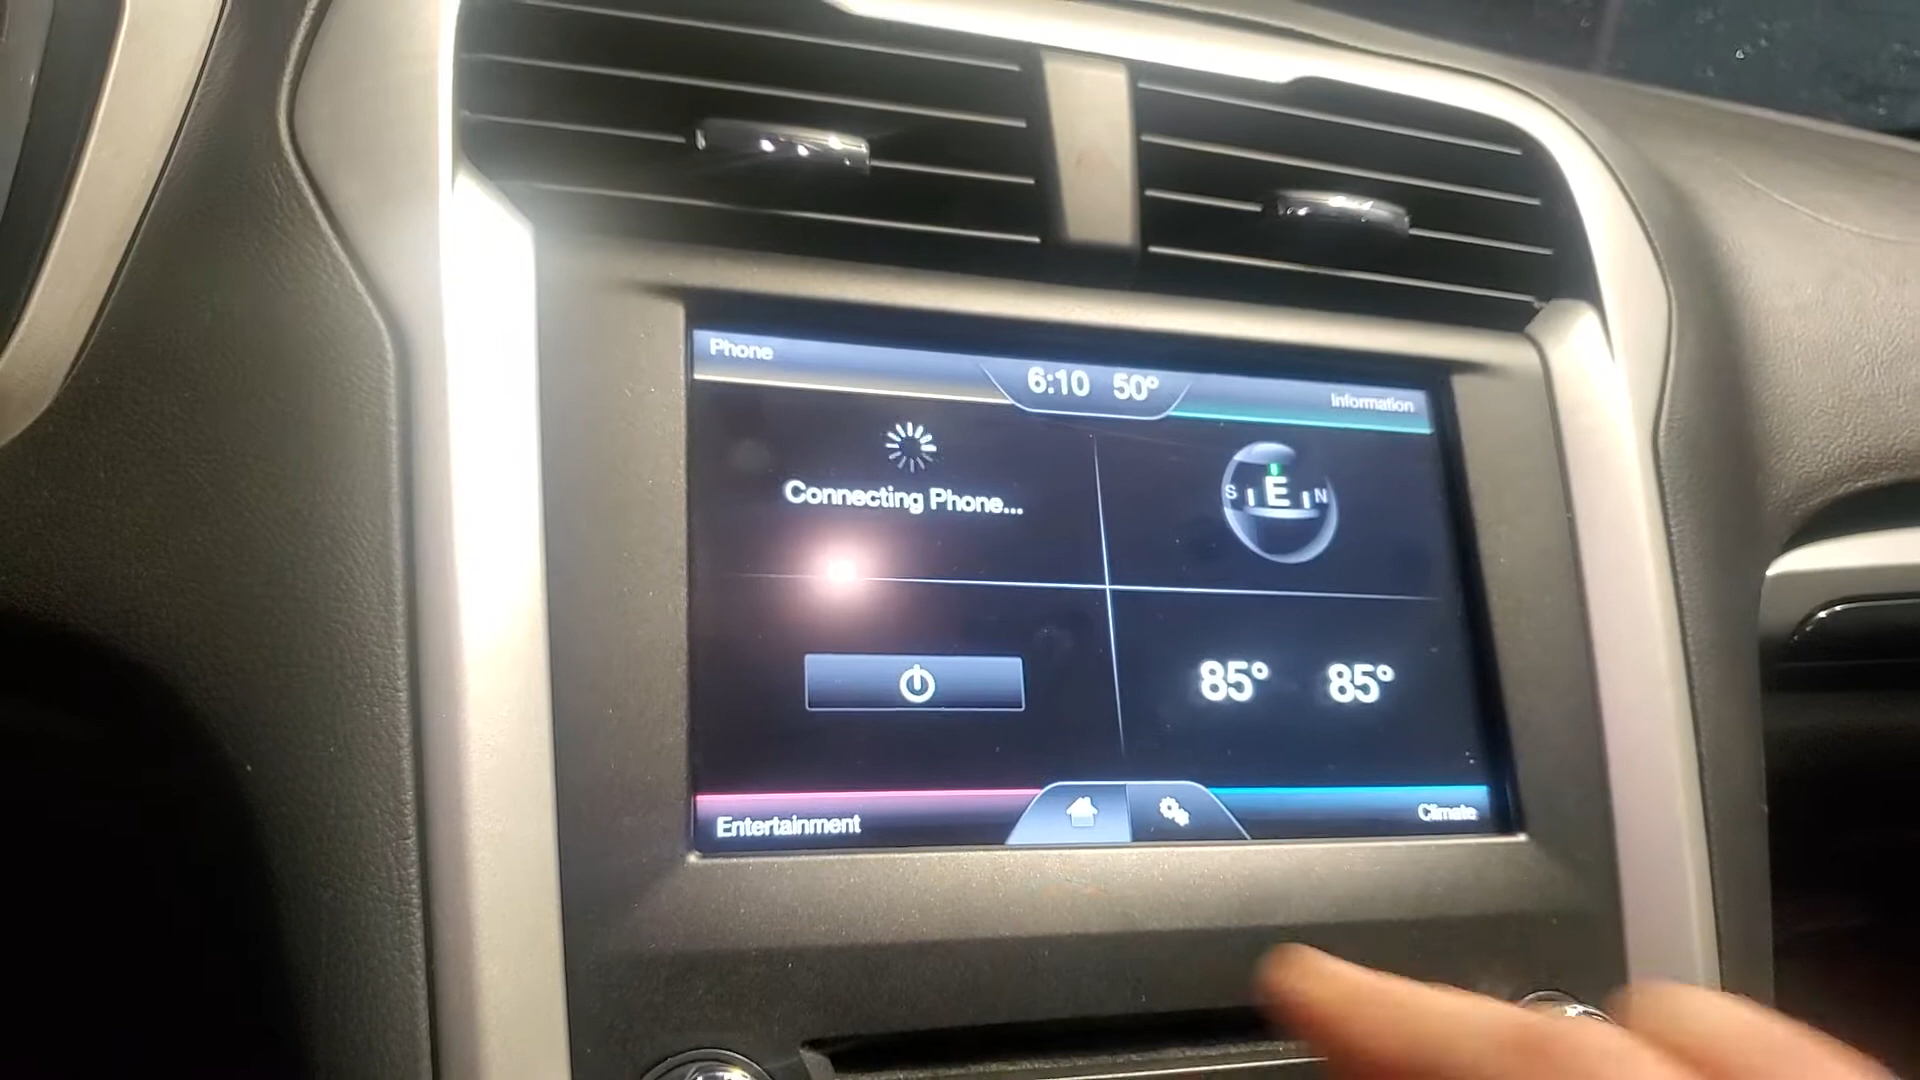 Phone
6:10 50°
Information
Connecting Phone...
S E N
85° 85°
Entertainment
Climate